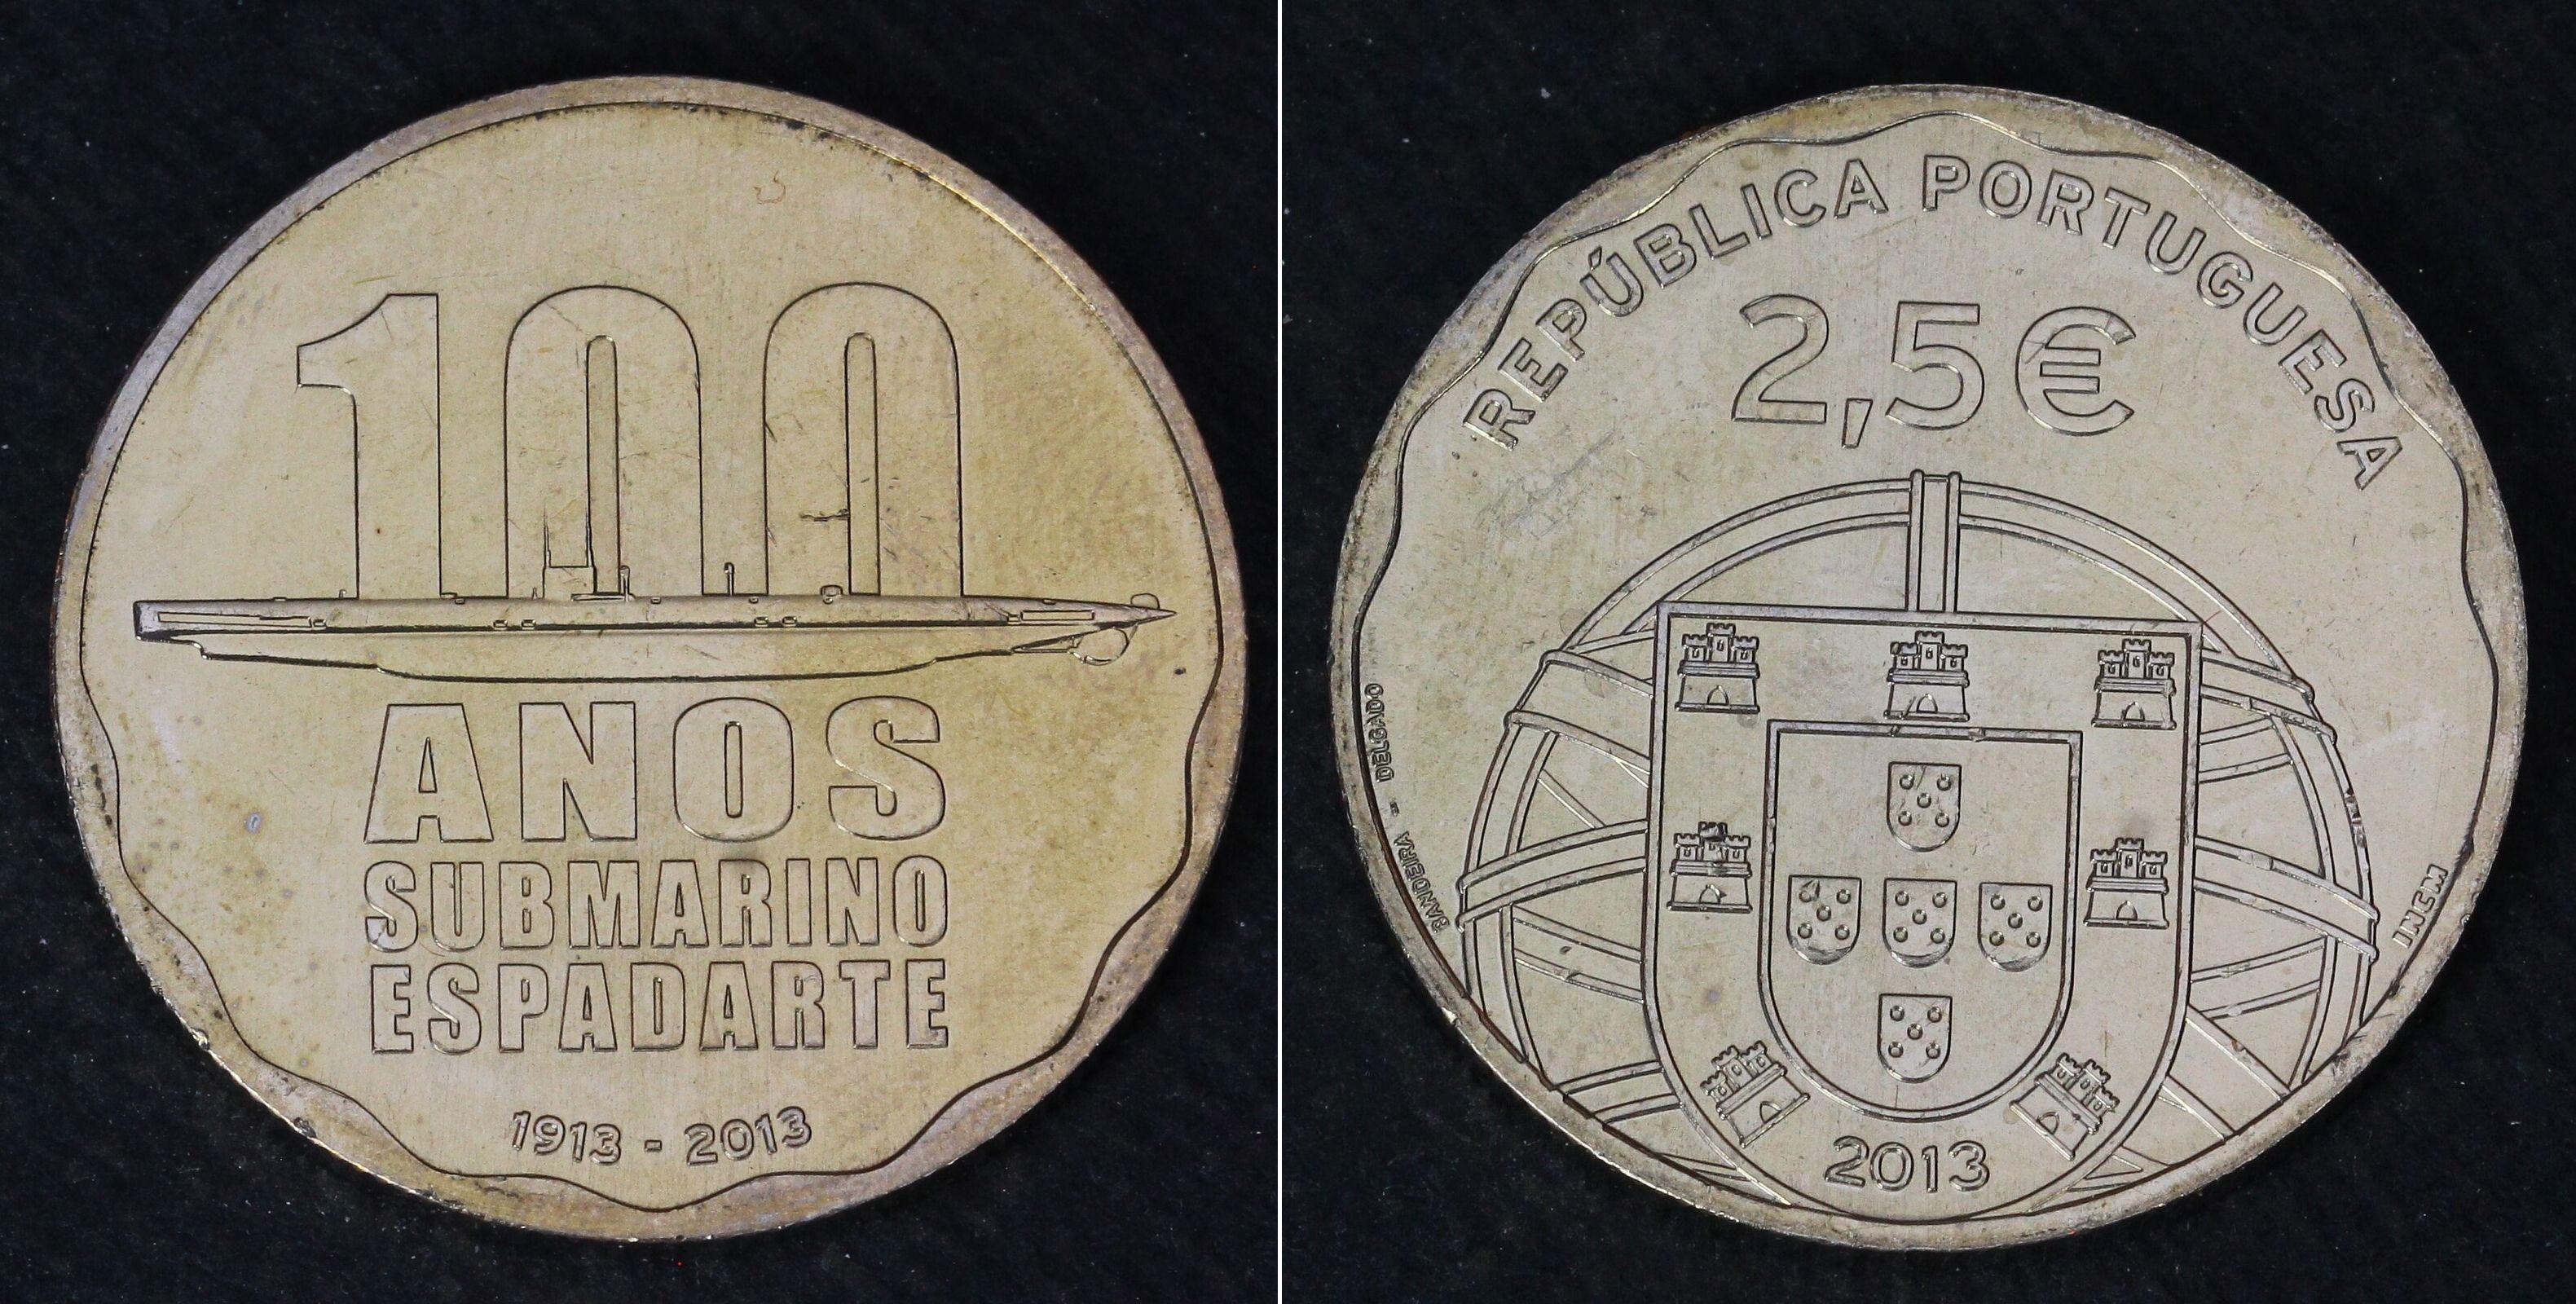 100
ANOS
SUBMARINO
ESPADARTE
1913 - 2013
REPÚBLICA PORTUGUESA
2,5€
BANDEIRA - DELGADO
INCM
2013